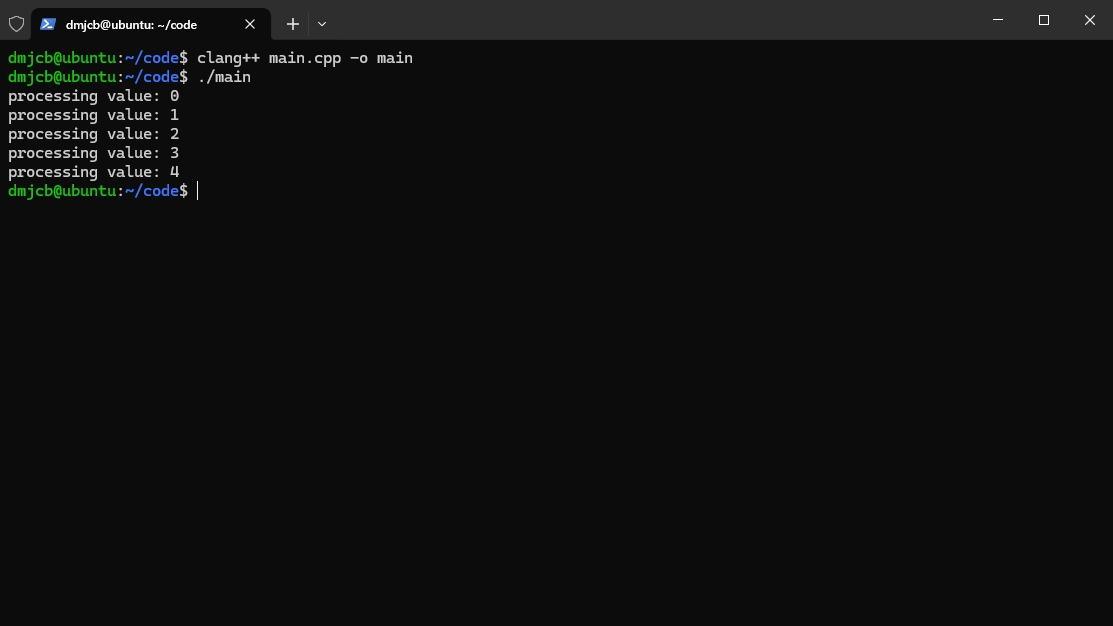 dmjcb@ubuntu: ~/code
dmjcb@ubuntu:~/code$ clang++ main.cpp -o main
dmjcb@ubuntu:~/code$ ./main
processing value: 0
processing value: 1
processing value: 2
processing value: 3
processing value: 4
dmjcb@ubuntu:~/code$